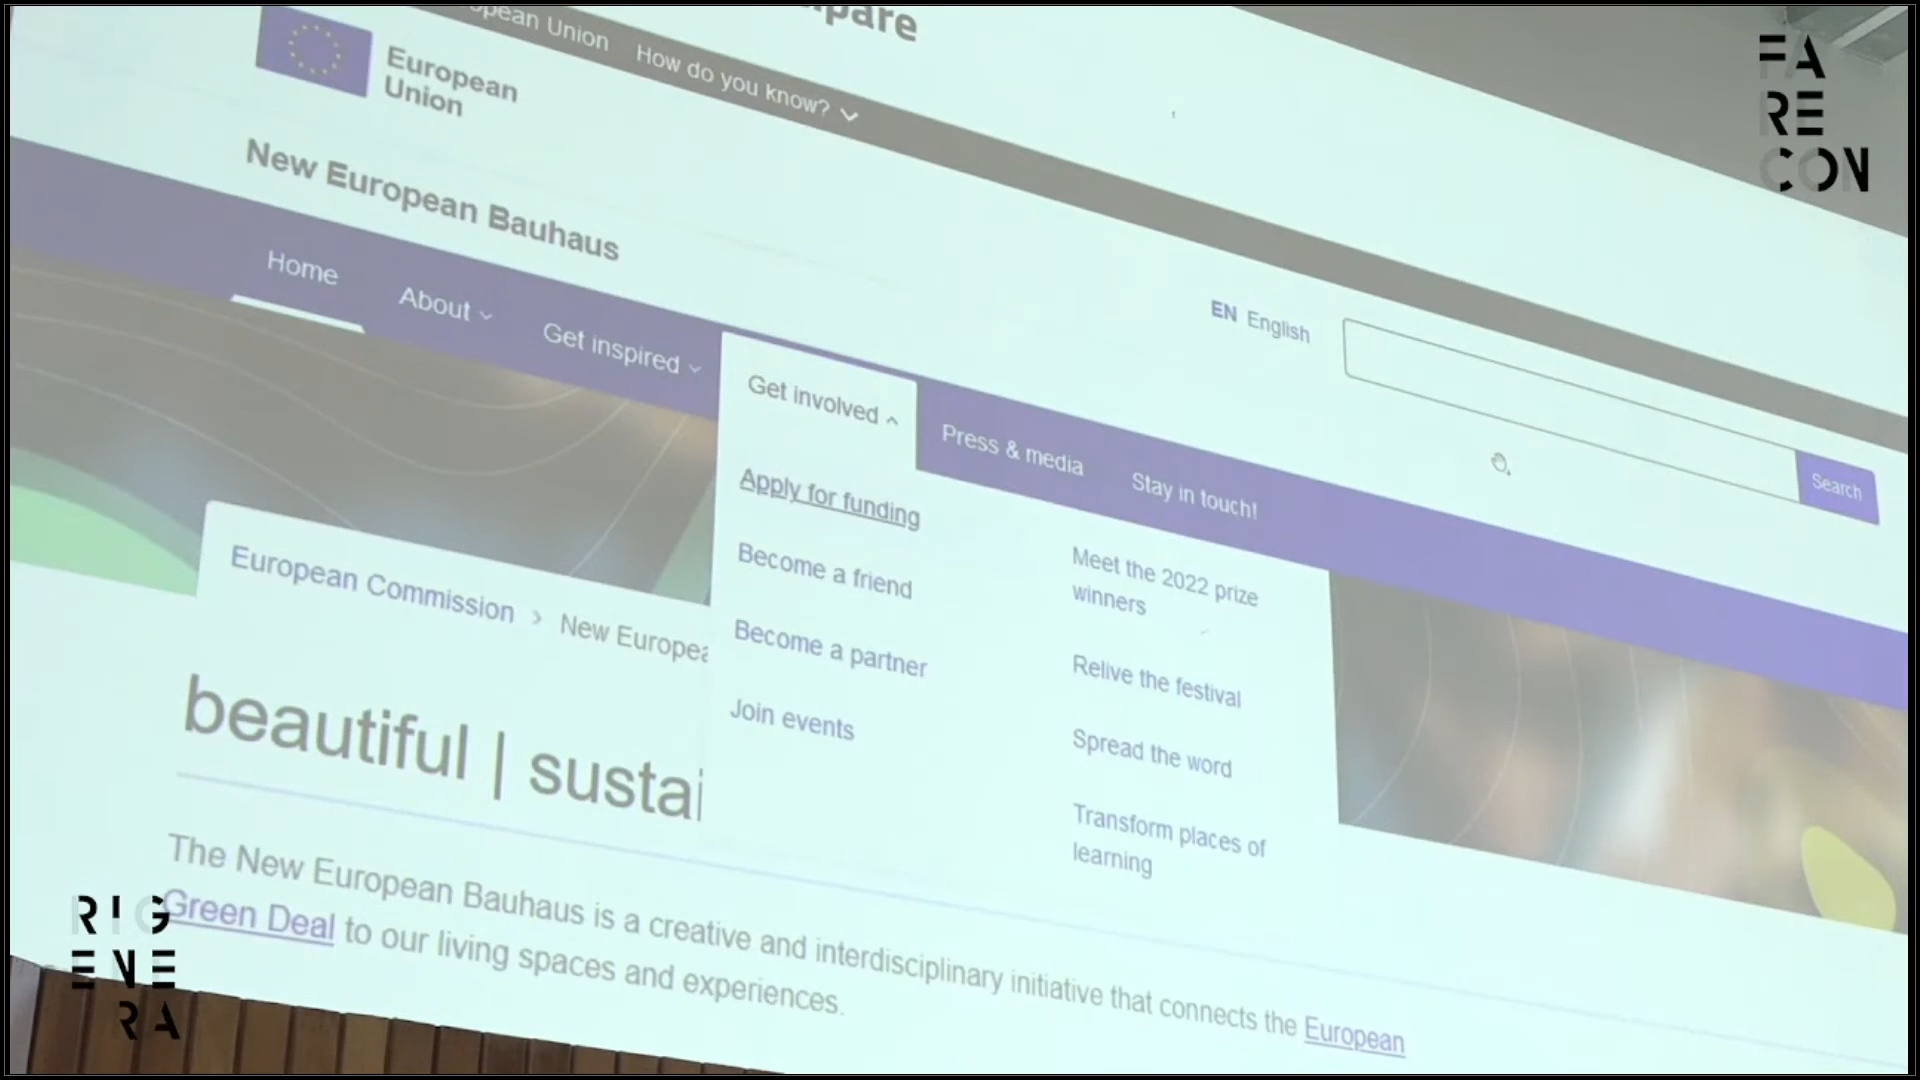 European Union
How do you know?
European
Union
New European Bauhaus
EN English
Search
Home
About
Get inspired
Get involved
Press & media
Stay in touch!
Apply for funding
Become a friend
Become a partner
Join events
Meet the 2022 prize
winners
Relive the festival
Spread the word
Transform places of
learning
European Commission > New Europea
beautiful | sustai
The New European Bauhaus is a creative and interdisciplinary initiative that connects the European
Green Deal to our living spaces and experiences.
FA
RE
CON
RIG
ENE
RA